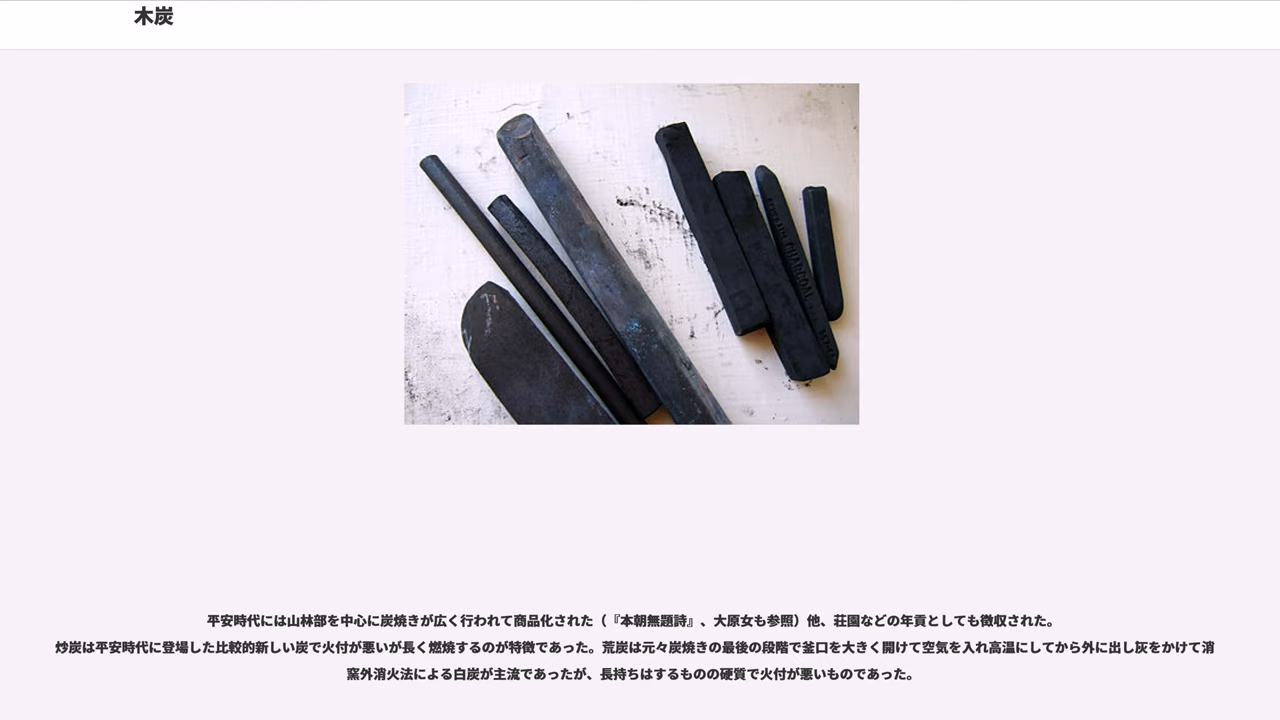 木炭
CHARCOAL
平安時代には山林部を中心に炭焼きが広く行われて商品化された（『本朝無題詩』、大原女も参照）他、荘園などの年貢としても徴収された。
炒炭は平安時代に登場した比較的新しい炭で火付が悪いが長く燃焼するのが特徴であった。荒炭は元々炭焼きの最後の段階で釜口を大きく開けて空気を入れ高温にしてから外に出し灰をかけて消
窯外消火法による白炭が主流であったが、長持ちはするものの硬質で火付が悪いものであった。